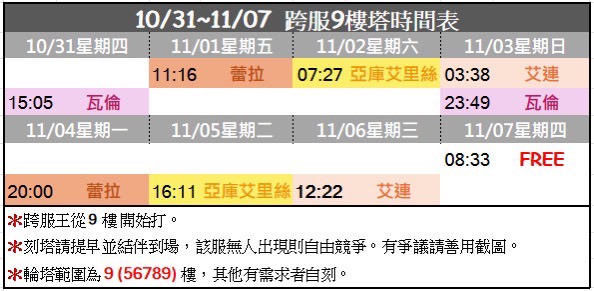 10/31~11/07 跨服9樓塔時間表
10/31星期四 11/01星期五 11/02星期六 11/03星期日
11:16 蕾拉 07:27 亞庫艾里絲 03:38 艾連
15:05 瓦倫 23:49 瓦倫
11/04星期一 11/05星期二 11/06星期三 11/07星期四
08:33 FREE
20:00 蕾拉 16:11 亞庫艾里絲 12:22 艾連
*跨服王從9樓開始打。
*刻塔請提早並結伴到場，該服無人出現則自由競爭。有爭議請善用截圖。
*輪塔範圍為 9 (56789) 樓，其他有需求者自刻。